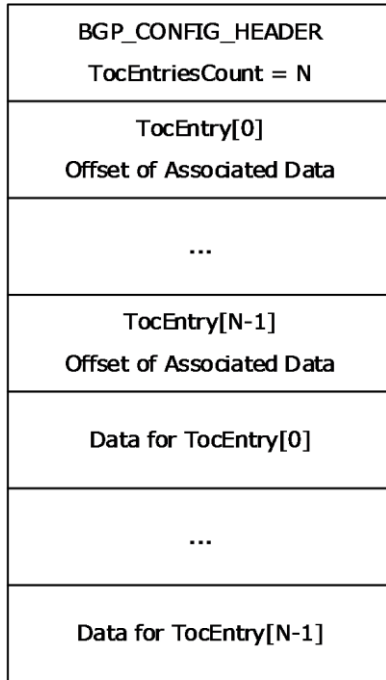 BGP_CONFIG_HEADER
TocEntriesCount = N
TocEntry[0]
Offset of Associated Data
...
TocEntry[N-1]
Offset of Associated Data
Data for TocEntry[0]
...
Data for TocEntry[N-1]